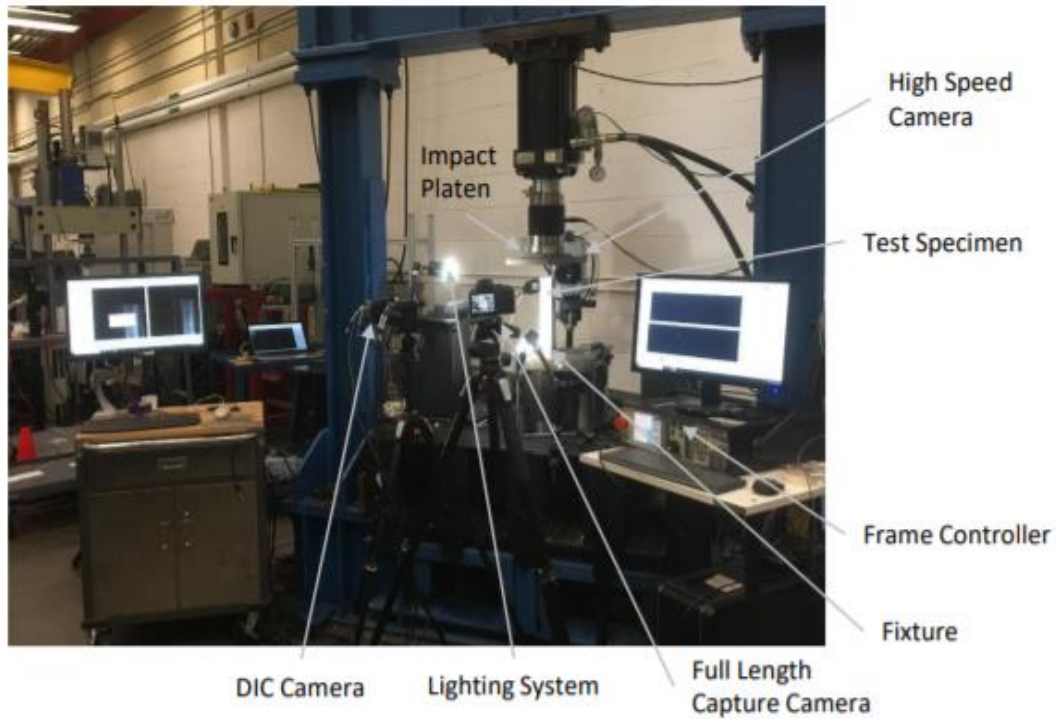 High Speed
Camera
Impact
Platen
Test Specimen
Frame Controller
Fixture
DIC Camera
Lighting System
Full Length
Capture Camera